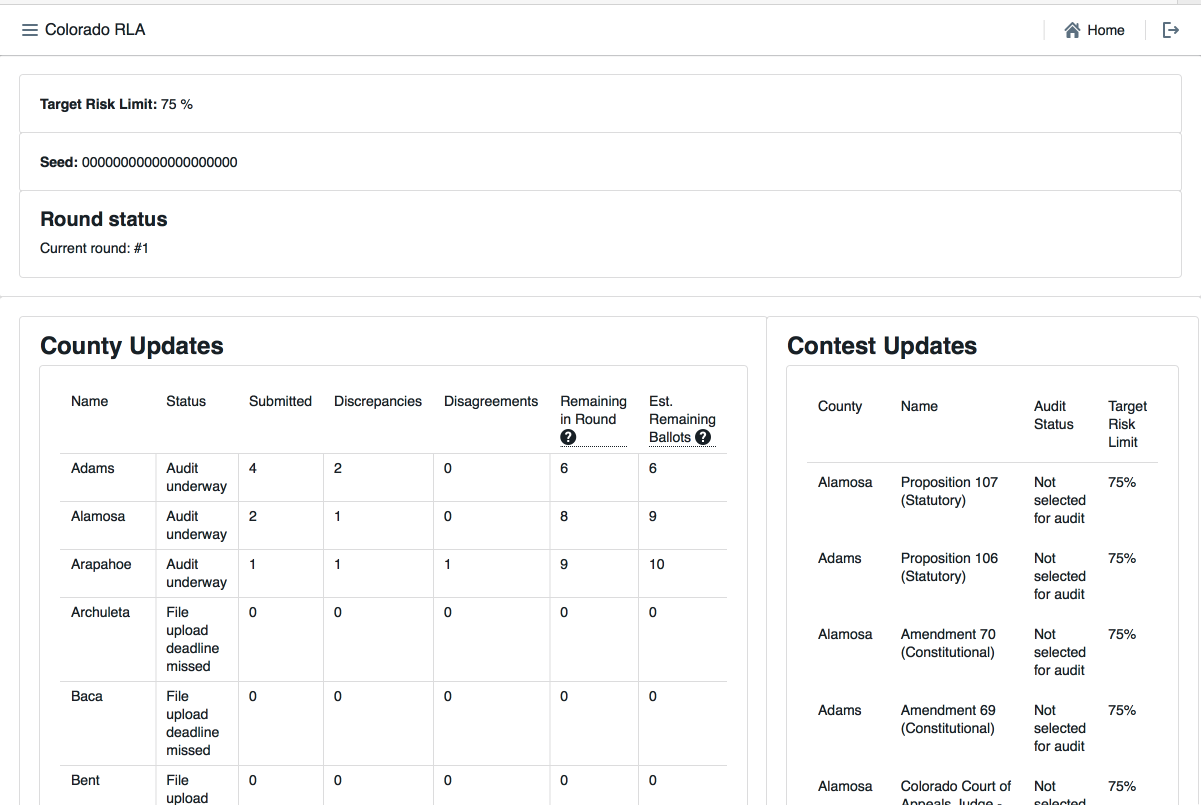 Colorado RLA
Home
Target Risk Limit: 75 %
Seed: 00000000000000000000
Round status
Current round: #1
County Updates
Name Status Submitted Discrepancies Disagreements Remaining in Round ? Est. Remaining Ballots ?
Adams Audit underway 4 2 0 6 6
Alamosa Audit underway 2 1 0 8 9
Arapahoe Audit underway 1 1 1 9 10
Archuleta File upload deadline missed 0 0 0 0 0
Baca File upload deadline missed 0 0 0 0 0
Bent File upload 0 0 0 0 0
Contest Updates
County Name Audit Status Target Risk Limit
Alamosa Proposition 107 (Statutory) Not selected for audit 75%
Adams Proposition 106 (Statutory) Not selected for audit 75%
Alamosa Amendment 70 (Constitutional) Not selected for audit 75%
Adams Amendment 69 (Constitutional) Not selected for audit 75%
Alamosa Colorado Court of Appeals Judge - Not selected 75%